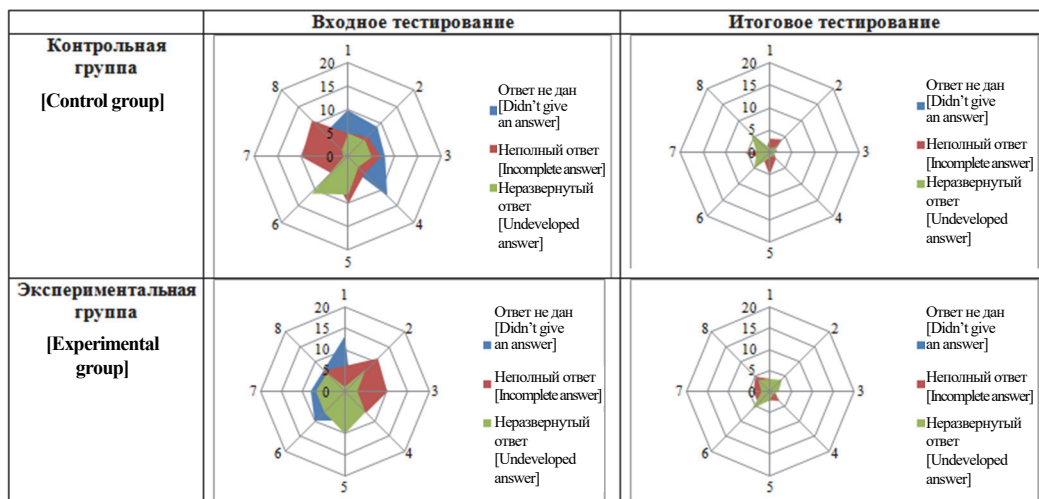 Входное тестирование
Итоговое тестирование
Контрольная
группа
[Control group]
1
2
3
4
5
6
7
8
20
15
10
5
0
Ответ не дан
[Didn’t give
an answer]
Неполный ответ
[Incomplete answer]
Неразвернутый
ответ
[Undeveloped
answer]
1
2
3
4
5
6
7
8
20
15
10
5
0
Ответ не дан
[Didn’t give
an answer]
Неполный ответ
[Incomplete answer]
Неразвернутый
ответ
[Undeveloped
answer]
Экспериментальная
группа
[Experimental
group]
1
2
3
4
5
6
7
8
20
15
10
5
0
Ответ не дан
[Didn’t give
an answer]
Неполный ответ
[Incomplete answer]
Неразвернутый
ответ
[Undeveloped
answer]
1
2
3
4
5
6
7
8
20
15
10
5
0
Ответ не дан
[Didn’t give
an answer]
Неполный ответ
[Incomplete answer]
Неразвернутый
ответ
[Undeveloped
answer]